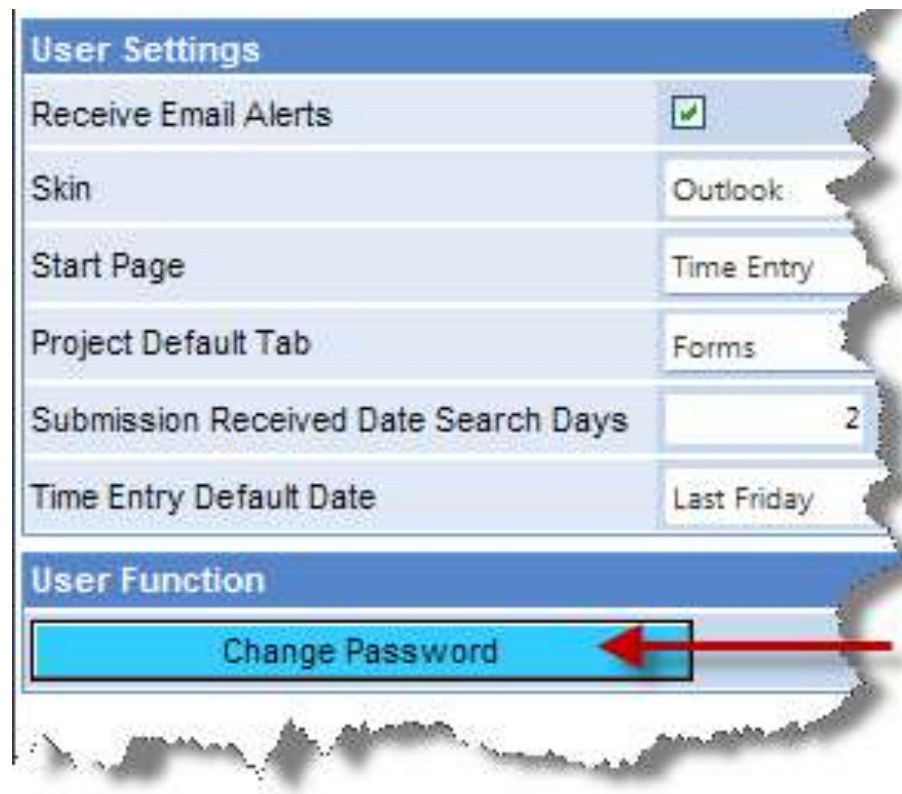 User Settings
Receive Email Alerts
Skin Outlook
Start Page Time Entry
Project Default Tab Forms
Submission Received Date Search Days 2
Time Entry Default Date Last Friday
User Function
Change Password